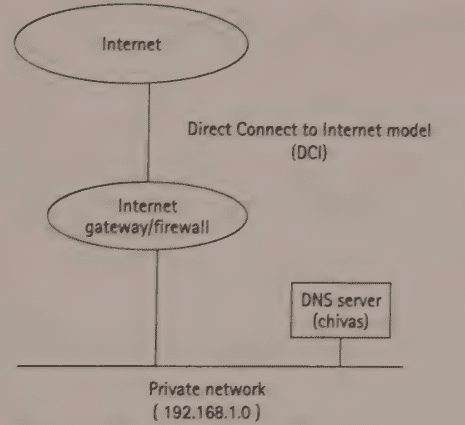 Internet
Direct Connect to Internet model
(DCI)
Internet
gateway/firewall
DNS server
(chivas)
Private network
( 192.168.1.0 )